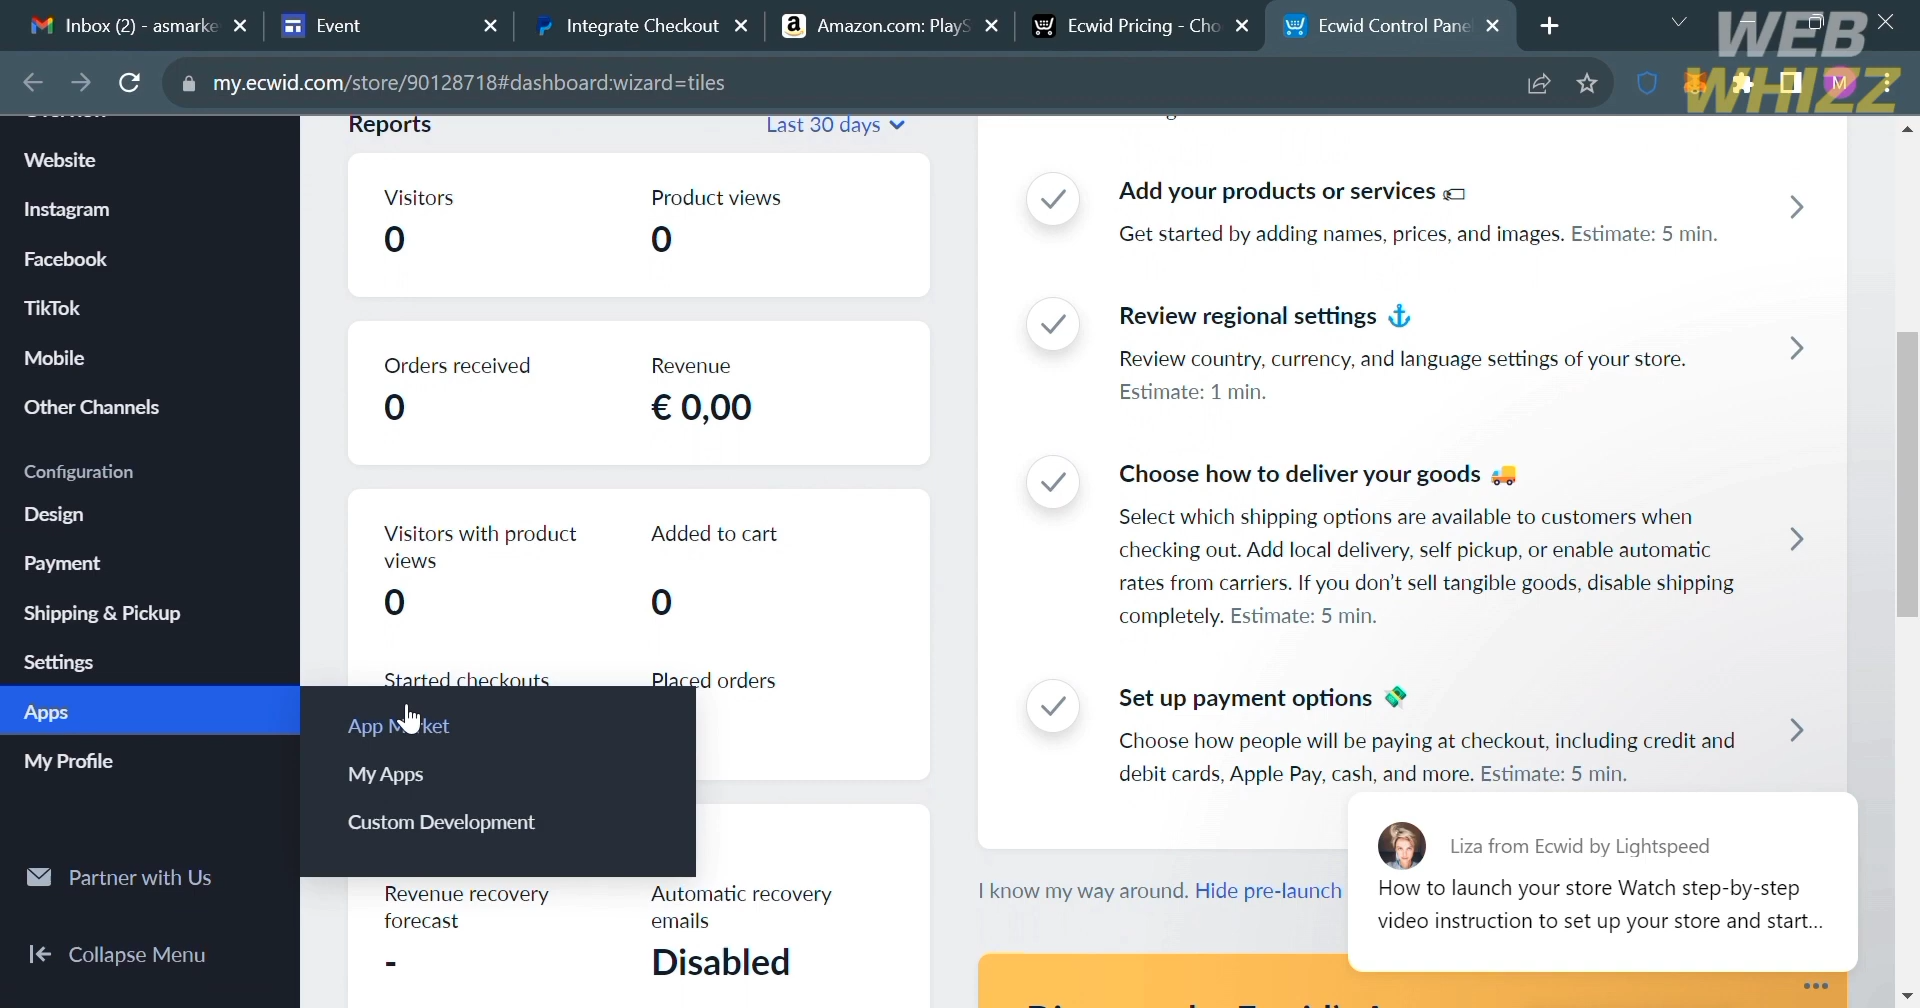 Inbox (2) - asmarke
Event
Integrate Checkout
Amazon.com: PlayS
Ecwid Pricing - Cho
Ecwid Control Pane
WEB
WHIZZ
my.ecwid.com/store/90128718#dashboard:wizard=tiles
M
Website
Instagram
Facebook
TikTok
Mobile
Other Channels
Configuration
Design
Payment
Shipping & Pickup
Settings
Apps
My Profile
Partner with Us
Collapse Menu
App Market
My Apps
Custom Development
Reports
Last 30 days
Visitors
Product views
0
0
Orders received
Revenue
0
€ 0,00
Visitors with product
views
Added to cart
0
0
Started checkouts
Placed orders
Revenue recovery
forecast
Automatic recovery
emails
-
Disabled
Add your products or services
Get started by adding names, prices, and images. Estimate: 5 min.
Review regional settings
Review country, currency, and language settings of your store.
Estimate: 1 min.
Choose how to deliver your goods
Select which shipping options are available to customers when
checking out. Add local delivery, self pickup, or enable automatic
rates from carriers. If you don't sell tangible goods, disable shipping
completely. Estimate: 5 min.
Set up payment options
Choose how people will be paying at checkout, including credit and
debit cards, Apple Pay, cash, and more. Estimate: 5 min.
I know my way around. Hide pre-launch
Liza from Ecwid by Lightspeed
How to launch your store Watch step-by-step
video instruction to set up your store and start...